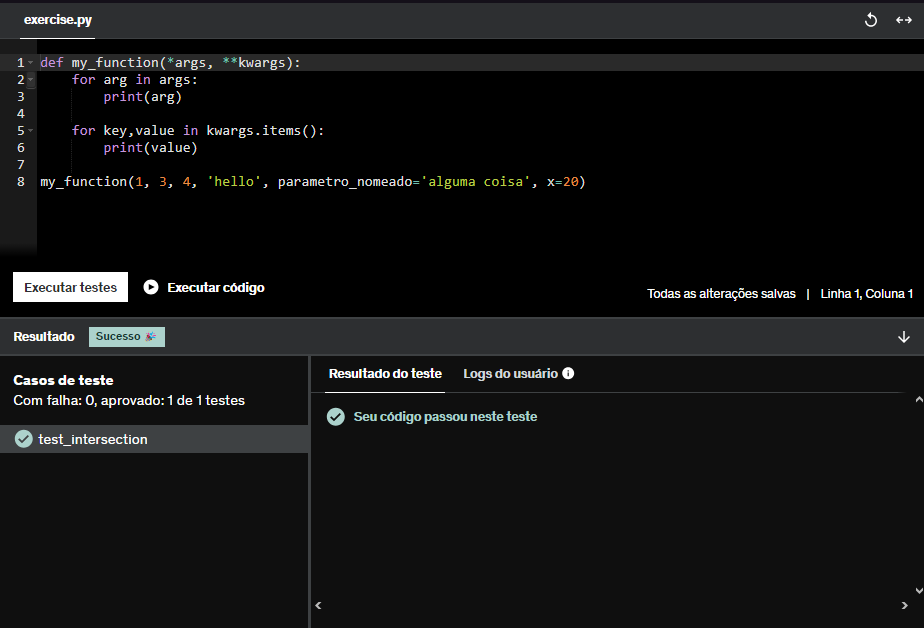 exercise.py
1 def my_function(*args, **kwargs):
2     for arg in args:
3         print(arg)
4
5     for key,value in kwargs.items():
6         print(value)
7
8 my_function(1, 3, 4, 'hello', parametro_nomeado='alguma coisa', x=20)
Executar testes Executar código
Todas as alterações salvas | Linha 1, Coluna 1
Resultado Sucesso 🎉
Casos de teste
Com falha: 0, aprovado: 1 de 1 testes
test_intersection
Resultado do teste Logs do usuário
Seu código passou neste teste